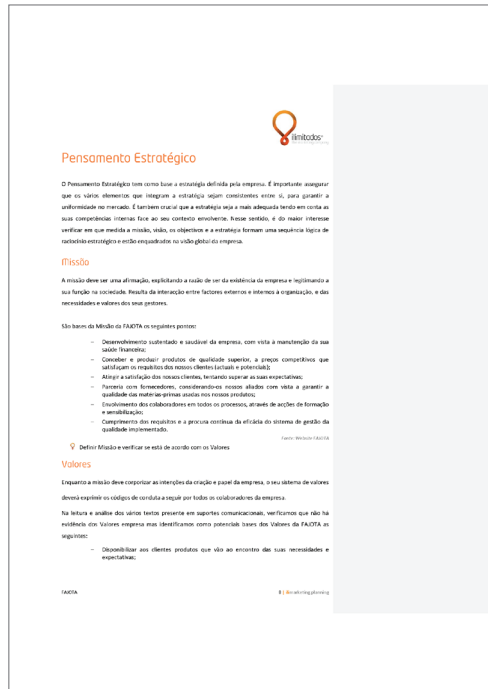 ilimitados
Pensamento Estratégico
O Pensamento Estratégico tem como base a estratégia definida pela empresa. É importante assegurar
que os vários elementos que integram a estratégia sejam consistentes entre si, para garantir a
uniformidade no mercado. É também crucial que a estratégia seja a mais adequada tendo em conta as
suas competências internas face ao seu contexto envolvente. Nesse sentido, é do maior interesse
verificar em que medida a missão, visão, os objectivos e a estratégia formam uma sequência lógica de
raciocínio estratégico e estão enquadrados na visão global da empresa.
Missão
A missão deve ser uma afirmação, explicitando a razão de ser da existência da empresa e legitimando a
sua função na sociedade. Resulta da interacção entre factores externos e internos à organização, e das
necessidades e valores dos seus gestores.
São bases da Missão da FAJOTA os seguintes pontos:
– Desenvolvimento sustentado e saudável da empresa, com vista à manutenção da sua
saúde financeira;
– Conceber e produzir produtos de qualidade superior, a preços competitivos que
satisfaçam os requisitos dos nossos clientes (actuais e potenciais);
– Atingir a satisfação dos nossos clientes, tentando superar as suas expectativas;
– Parceria com fornecedores, considerando-os nossos aliados com vista a garantir a
qualidade das matérias-primas usadas nos nossos produtos;
– Envolvimento dos colaboradores em todos os processos, através de acções de formação
e sensibilização;
– Cumprimento dos requisitos e a procura contínua da eficácia do sistema de gestão da
qualidade implementado.
Fonte: Website FAJOTA
Definir Missão e verificar se está de acordo com os Valores
Valores
Enquanto a missão deve corporizar as intenções da criação e papel da empresa, o seu sistema de valores
deverá exprimir os códigos de conduta a seguir por todos os colaboradores da empresa.
Na leitura e análise dos vários textos presente em suportes comunicacionais, verificamos que não há
evidência dos Valores empresa mas identificamos como potenciais bases dos Valores da FAJOTA as
seguintes:
– Disponibilizar aos clientes produtos que vão ao encontro das suas necessidades e
expectativas;
FAJOTA
8 | ilimarketing planning